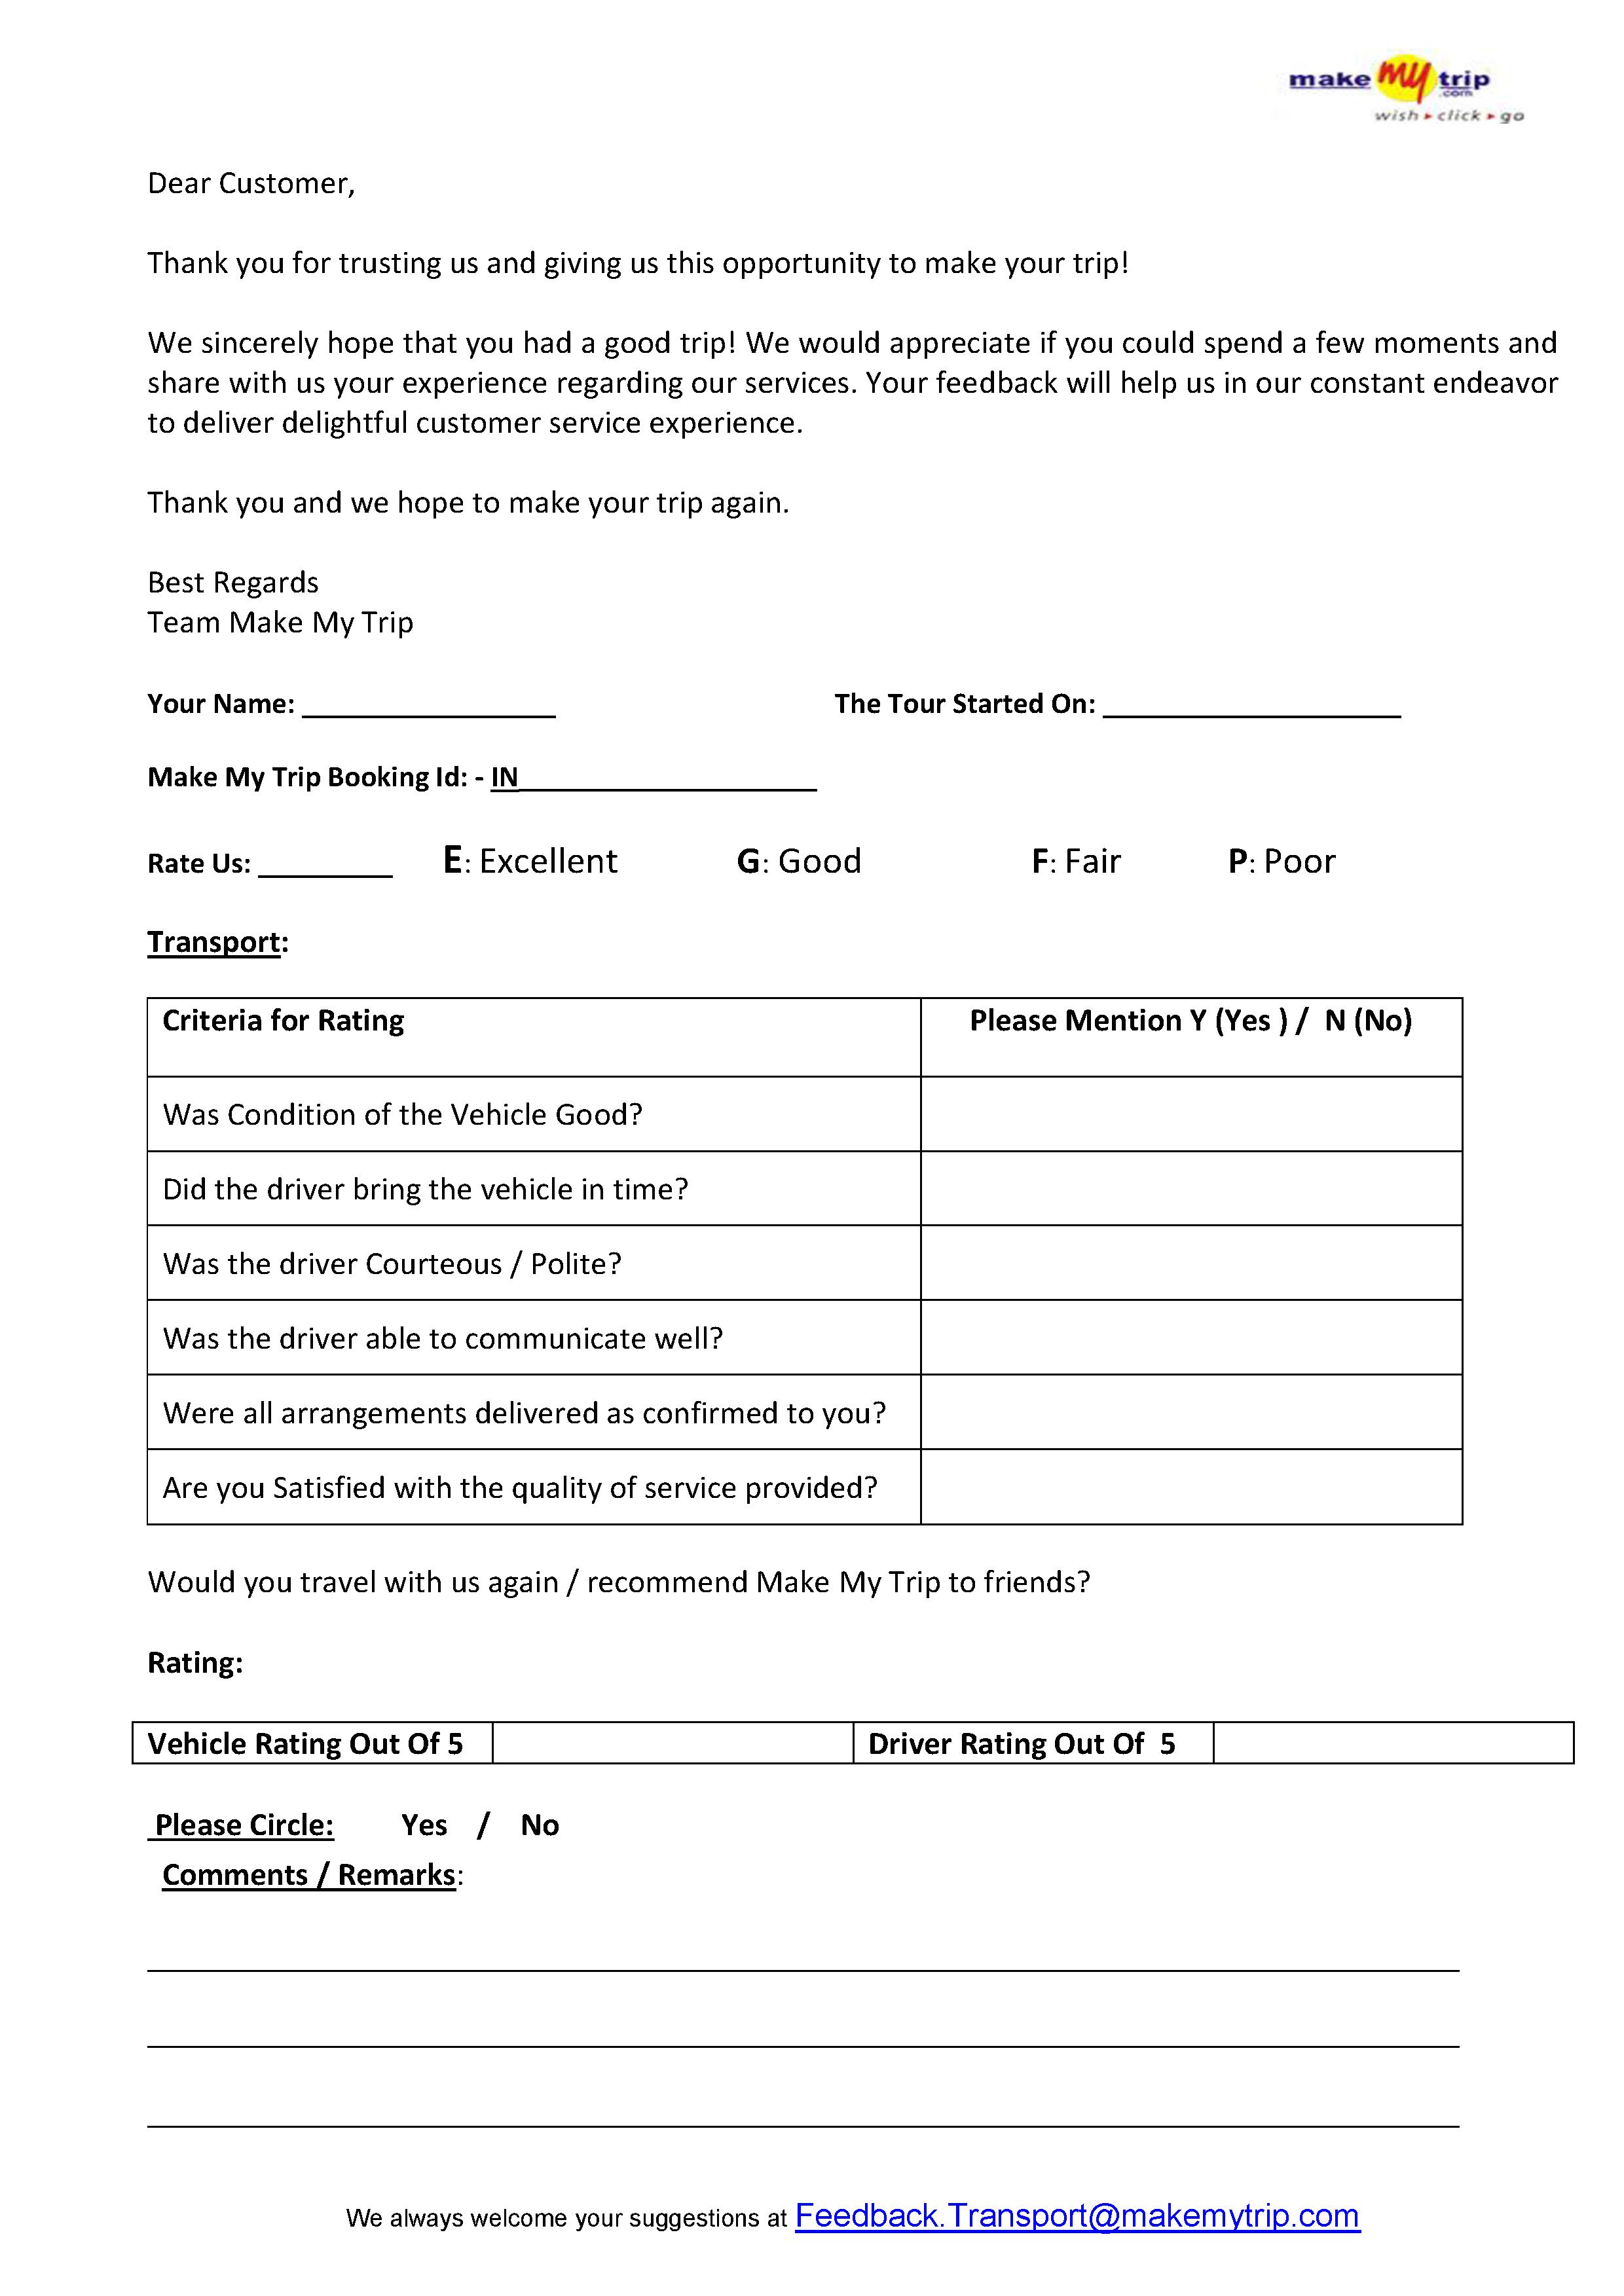 make my trip
.com
wish ▸ click ▸ go
Dear Customer,
Thank you for trusting us and giving us this opportunity to make your trip!
We sincerely hope that you had a good trip! We would appreciate if you could spend a few moments and
share with us your experience regarding our services. Your feedback will help us in our constant endeavor
to deliver delightful customer service experience.
Thank you and we hope to make your trip again.
Best Regards
Team Make My Trip
Your Name: _________________ The Tour Started On: ____________________
Make My Trip Booking Id: - IN____________________
Rate Us: _________ E: Excellent G: Good F: Fair P: Poor
Transport:
Criteria for Rating Please Mention Y (Yes ) / N (No)
Was Condition of the Vehicle Good?
Did the driver bring the vehicle in time?
Was the driver Courteous / Polite?
Was the driver able to communicate well?
Were all arrangements delivered as confirmed to you?
Are you Satisfied with the quality of service provided?
Would you travel with us again / recommend Make My Trip to friends?
Rating:
Vehicle Rating Out Of 5 Driver Rating Out Of 5
Please Circle: Yes / No
Comments / Remarks:
We always welcome your suggestions at Feedback.Transport@makemytrip.com